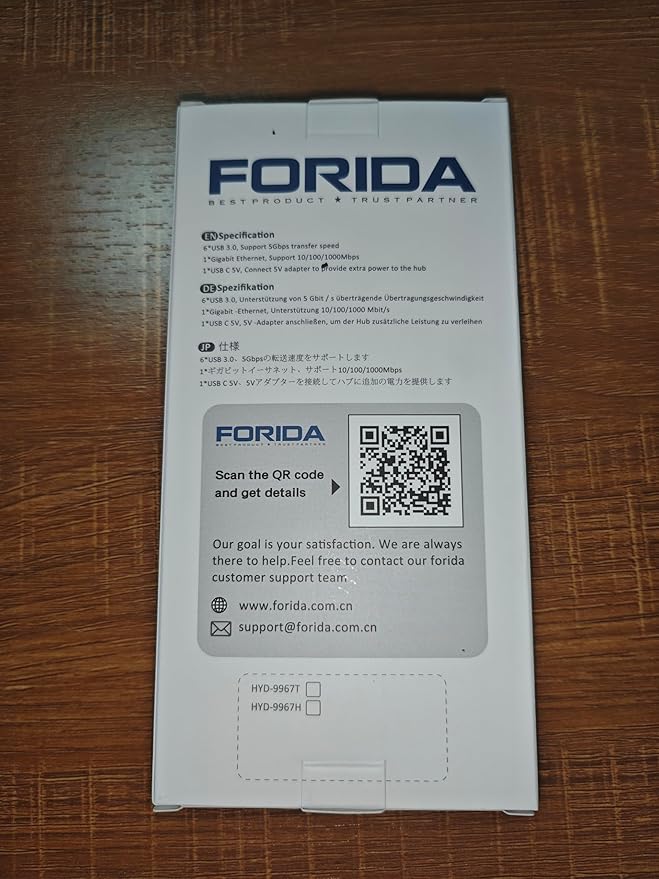 FORIDA
BEST PRODUCT ★ TRUST PARTNER
EN Specification
6*USB 3.0, Support 5Gbps transfer speed
1*Gigabit Ethernet, Support 10/100/1000Mbps
1*USB C 5V, Connect 5V adapter to provide extra power to the hub
DE Spezifikation
6*USB 3.0, Unterstützung von 5 Gbit / s überträgende Übertragungsgeschwindigkeit
1*Gigabit -Ethernet, Unterstützung 10/100/1000 Mbit/s
1*USB C 5V, 5V -Adapter anschließen, um der Hub zusätzliche Leistung zu verleihen
JP 仕様
6*USB 3.0、5Gbpsの転送速度をサポートします
1*ギガビットイーサネット、サポート10/100/1000Mbps
1*USB C 5V、5Vアダプターを接続してハブに追加の電力を提供します
FORIDA
BEST PRODUCT ★ TRUST PARTNER
Scan the QR code
and get details
Our goal is your satisfaction. We are always
there to help.Feel free to contact our forida
customer support team.
www.forida.com.cn
support@forida.com.cn
HYD-9967T
HYD-9967H